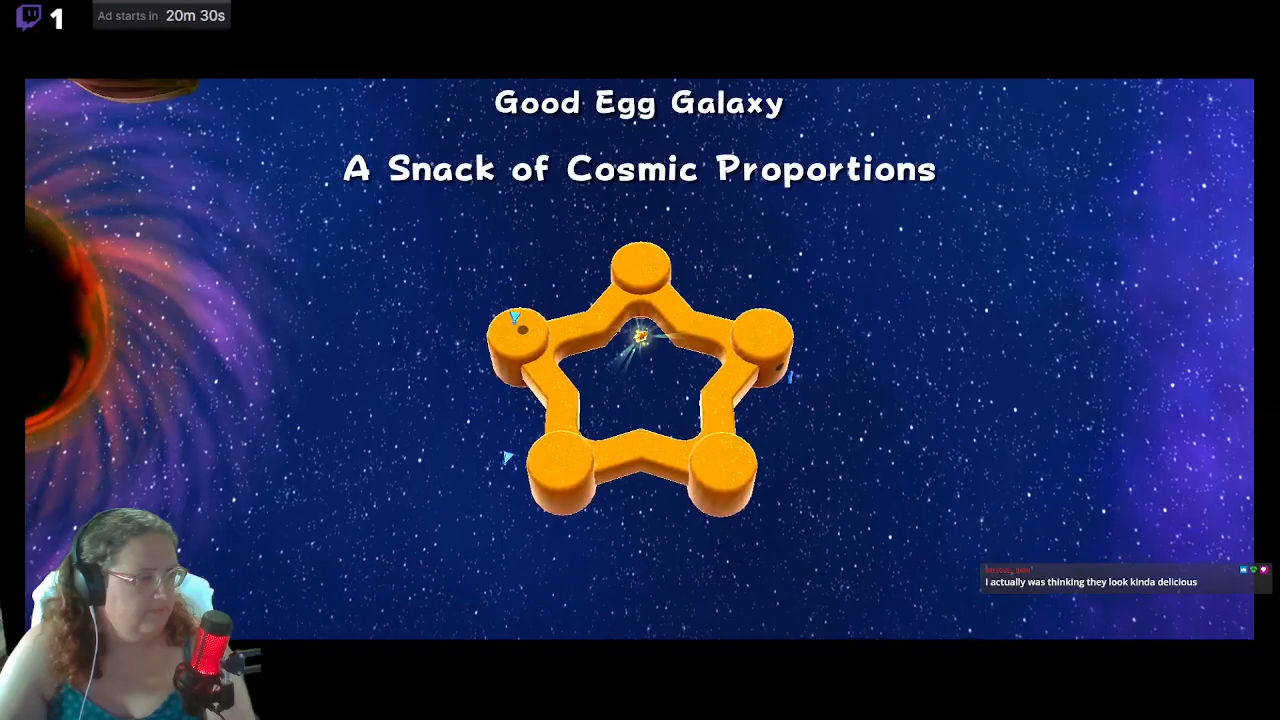 1
Ad starts in 20m 30s
Good Egg Galaxy
A Snack of Cosmic Proportions
I actually was thinking they look kinda delicious